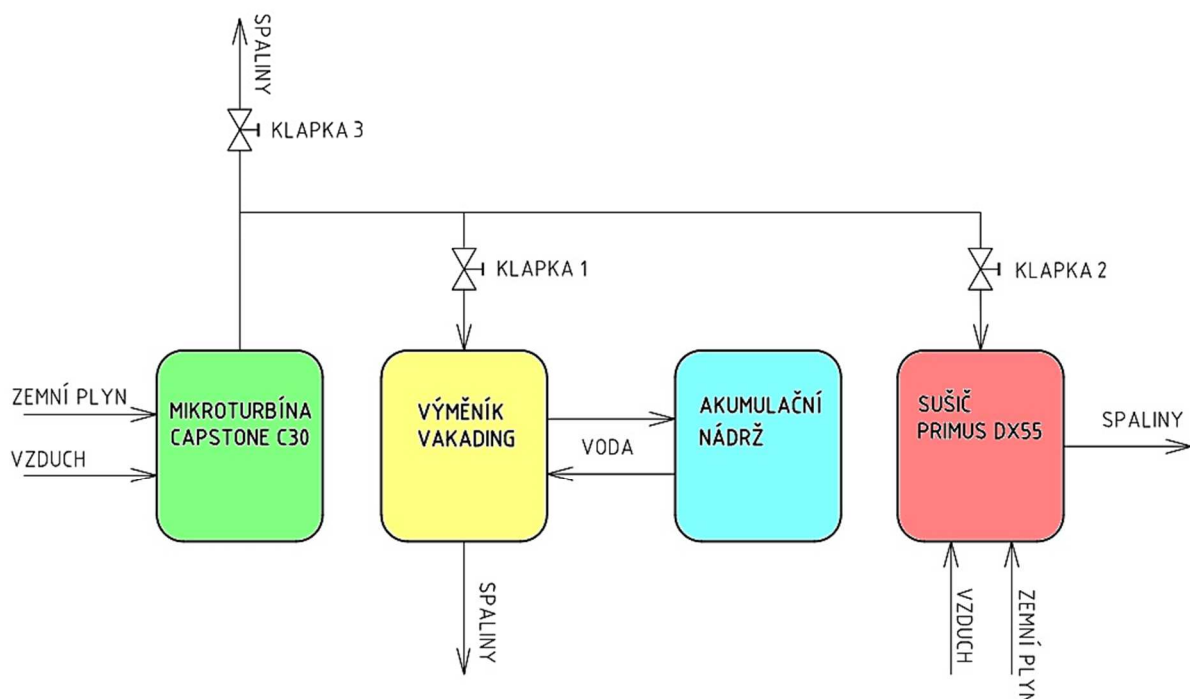 SPALINY
KLAPKA 3
KLAPKA 1
KLAPKA 2
ZEMNÍ PLYN
VZDUCH
MIKROTURBÍNA
CAPSTONE C30
VÝMĚNÍK
VAKADING
VODA
AKUMULAČNÍ
NÁDRŽ
SUŠIČ
PRIMUS DX55
SPALINY
SPALINY
VZDUCH
ZEMNÍ PLYN